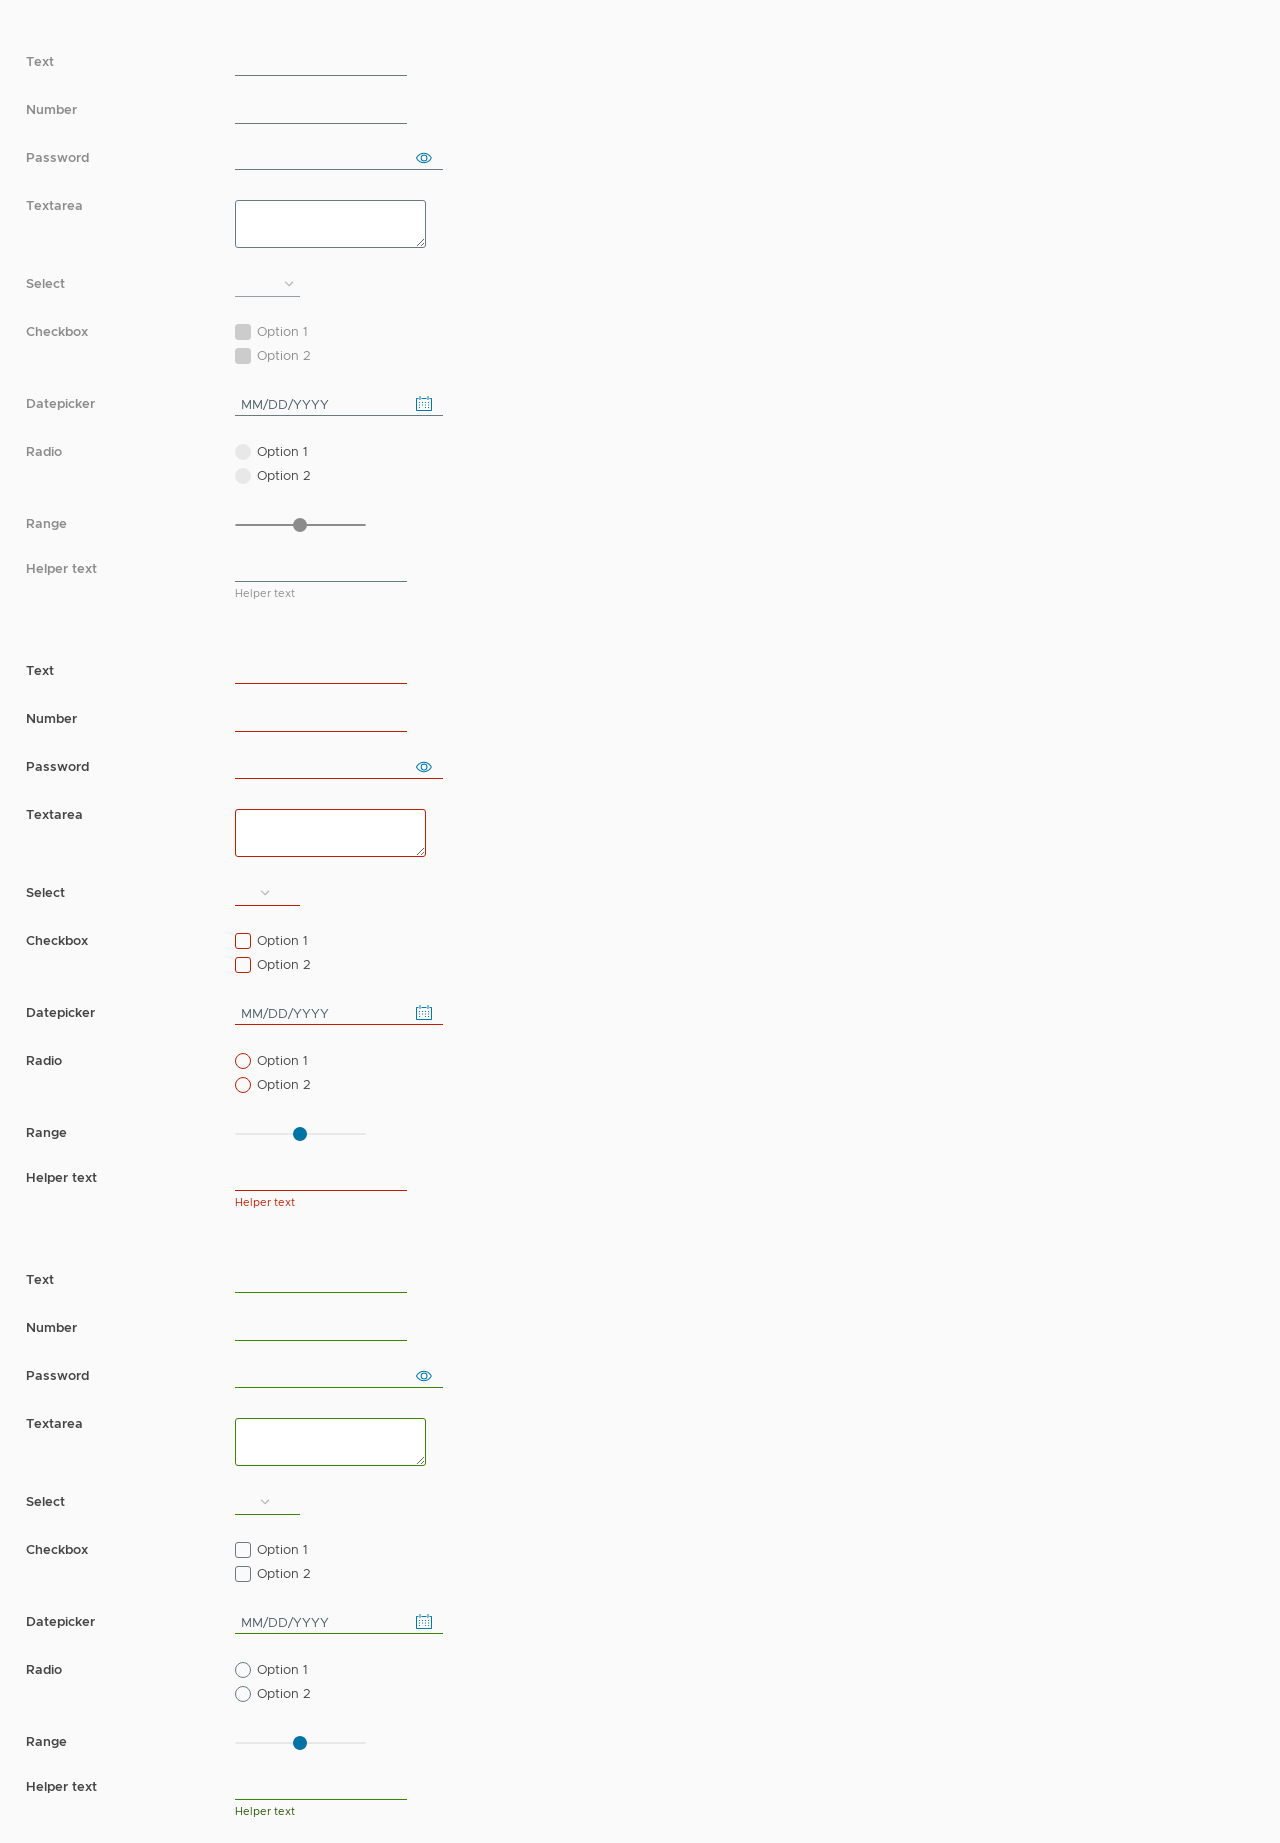 Text
Number
Password
Textarea
Select
Checkbox
Option 1
Option 2
Datepicker
MM/DD/YYYY
Radio
Option 1
Option 2
Range
Helper text
Helper text
Text
Number
Password
Textarea
Select
Checkbox
Option 1
Option 2
Datepicker
MM/DD/YYYY
Radio
Option 1
Option 2
Range
Helper text
Helper text
Text
Number
Password
Textarea
Select
Checkbox
Option 1
Option 2
Datepicker
MM/DD/YYYY
Radio
Option 1
Option 2
Range
Helper text
Helper text